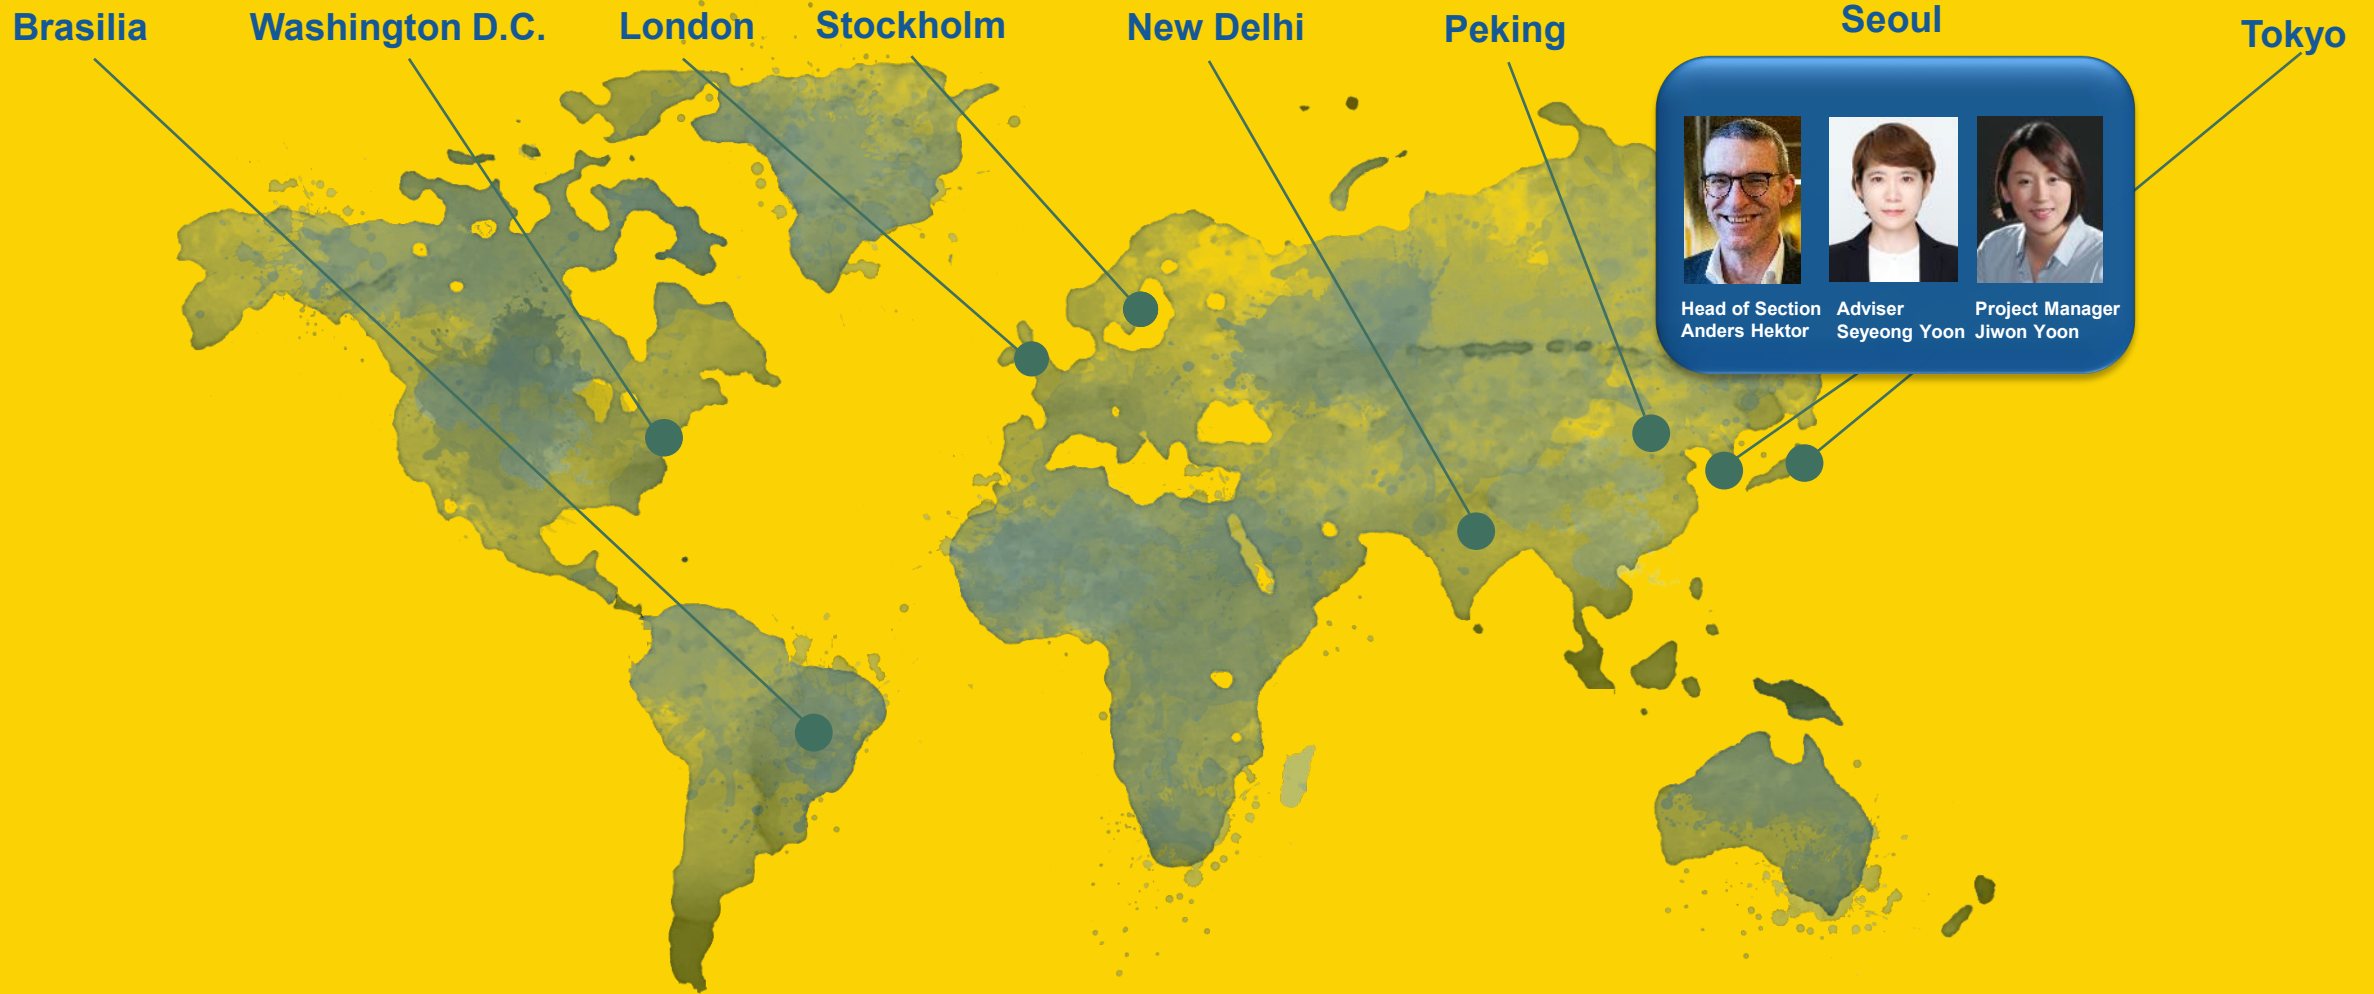 Brasilia
Washington D.C.
London
Stockholm
New Delhi
Peking
Seoul
Tokyo
Head of Section
Anders Hektor
Adviser
Seyeong Yoon
Project Manager
Jiwon Yoon